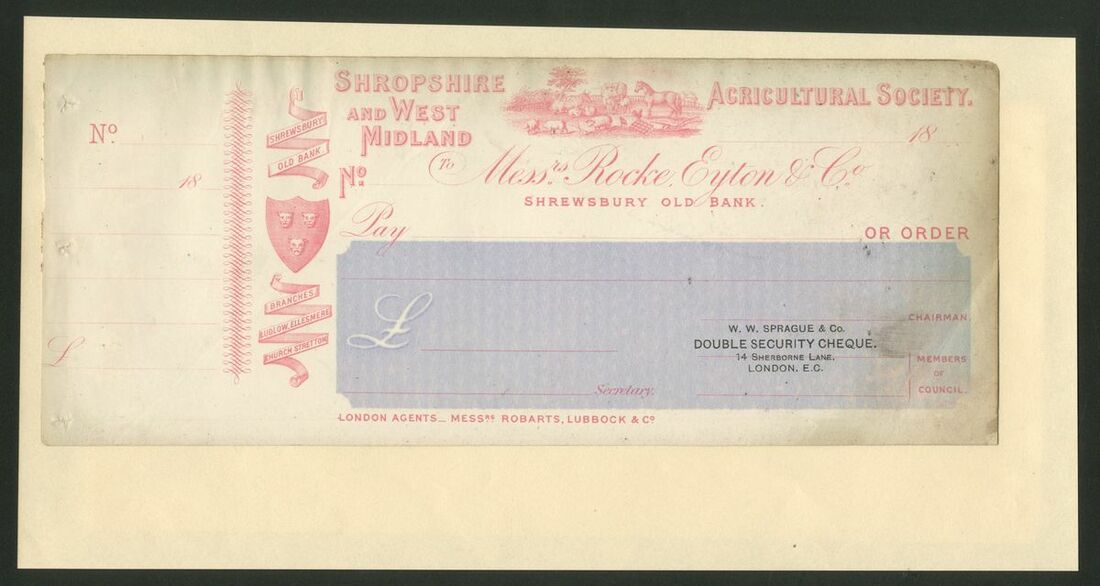 Nº
18
£
SHREWSBURY
OLD BANK
BRANCHES
LUDLOW, ELLESMERE
CHURCH STRETTON
SHROPSHIRE
AND WEST
MIDLAND
AGRICULTURAL SOCIETY.
18
Nº
To Messrs Rocke, Eyton & Co
SHREWSBURY OLD BANK.
Pay
OR ORDER
£
CHAIRMAN.
W. W. SPRAGUE & Co.
DOUBLE SECURITY CHEQUE.
14 SHERBORNE LANE,
LONDON. E.C.
MEMBERS
OF
COUNCIL.
Secretary.
LONDON AGENTS_ MESSRS ROBARTS, LUBBOCK & Co